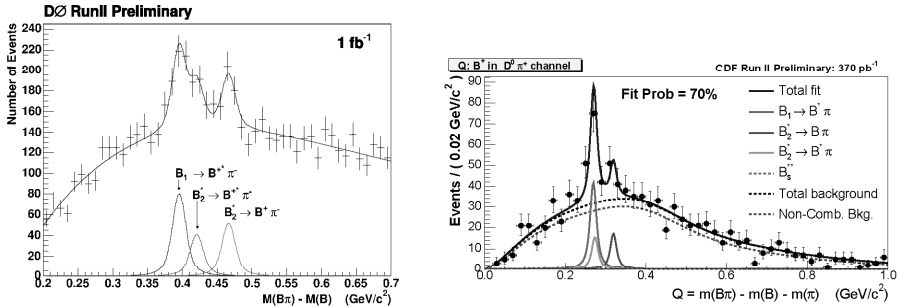 DØ RunII Preliminary
Number of Events
240
220
200
180
160
140
120
100
80
60
40
20
0
1 fb⁻¹
B₁ → B⁺* π⁻
B₂* → B⁺* π⁻
B₂* → B⁺ π⁻
0.2 0.25 0.3 0.35 0.4 0.45 0.5 0.55 0.6 0.65 0.7
M(Bπ) - M(B) (GeV/c²)
Q: B⁺ in D⁰ π⁺ channel
CDF Run II Preliminary: 370 pb⁻¹
Events / ( 0.02 GeV/c² )
90
80
70
60
50
40
30
20
10
0
Fit Prob = 70%
Total fit
B₁ → B* π
B₂* → B π
B₂* → B* π
Bₛ**
Total background
Non-Comb. Bkg.
0.0 0.2 0.4 0.6 0.8 1.0
Q = m(Bπ) - m(B) - m(π) (GeV/c²)